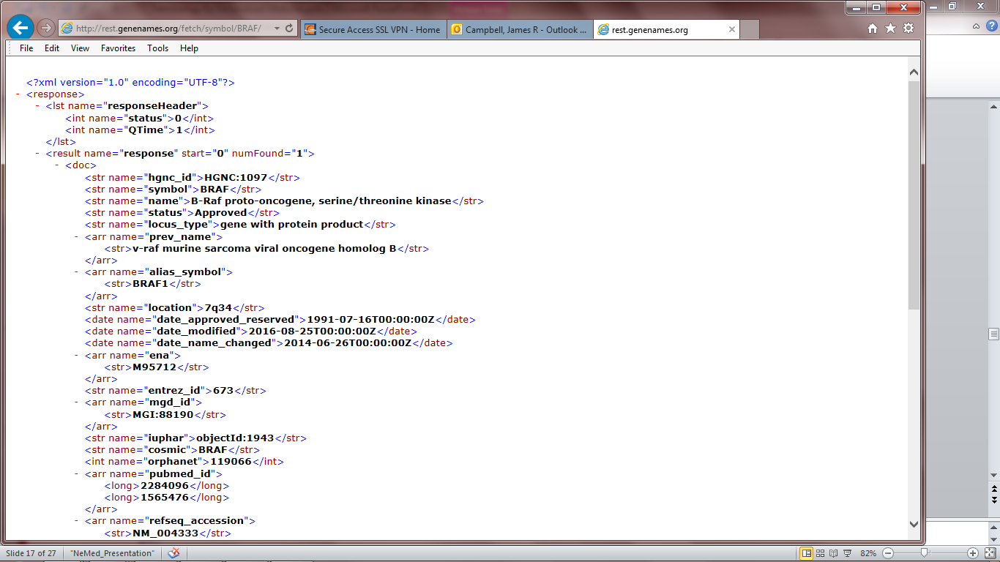 http://rest.genenames.org/fetch/symbol/BRAF/
Secure Access SSL VPN - Home
Campbell, James R - Outlook ...
rest.genenames.org
File Edit View Favorites Tools Help
<?xml version="1.0" encoding="UTF-8"?>
- <response>
- <lst name="responseHeader">
<int name="status">0</int>
<int name="QTime">1</int>
</lst>
- <result name="response" start="0" numFound="1">
- <doc>
<str name="hgnc_id">HGNC:1097</str>
<str name="symbol">BRAF</str>
<str name="name">B-Raf proto-oncogene, serine/threonine kinase</str>
<str name="status">Approved</str>
<str name="locus_type">gene with protein product</str>
- <arr name="prev_name">
<str>v-raf murine sarcoma viral oncogene homolog B</str>
</arr>
- <arr name="alias_symbol">
<str>BRAF1</str>
</arr>
<str name="location">7q34</str>
<date name="date_approved_reserved">1991-07-16T00:00:00Z</date>
<date name="date_modified">2016-08-25T00:00:00Z</date>
<date name="date_name_changed">2014-06-26T00:00:00Z</date>
- <arr name="ena">
<str>M95712</str>
</arr>
<str name="entrez_id">673</str>
- <arr name="mgd_id">
<str>MGI:88190</str>
</arr>
<str name="iuphar">objectId:1943</str>
<str name="cosmic">BRAF</str>
<int name="orphanet">119066</int>
- <arr name="pubmed_id">
<long>2284096</long>
<long>1565476</long>
</arr>
- <arr name="refseq_accession">
<str>NM_004333</str>
Slide 17 of 27 "NeMed_Presentation" 82%